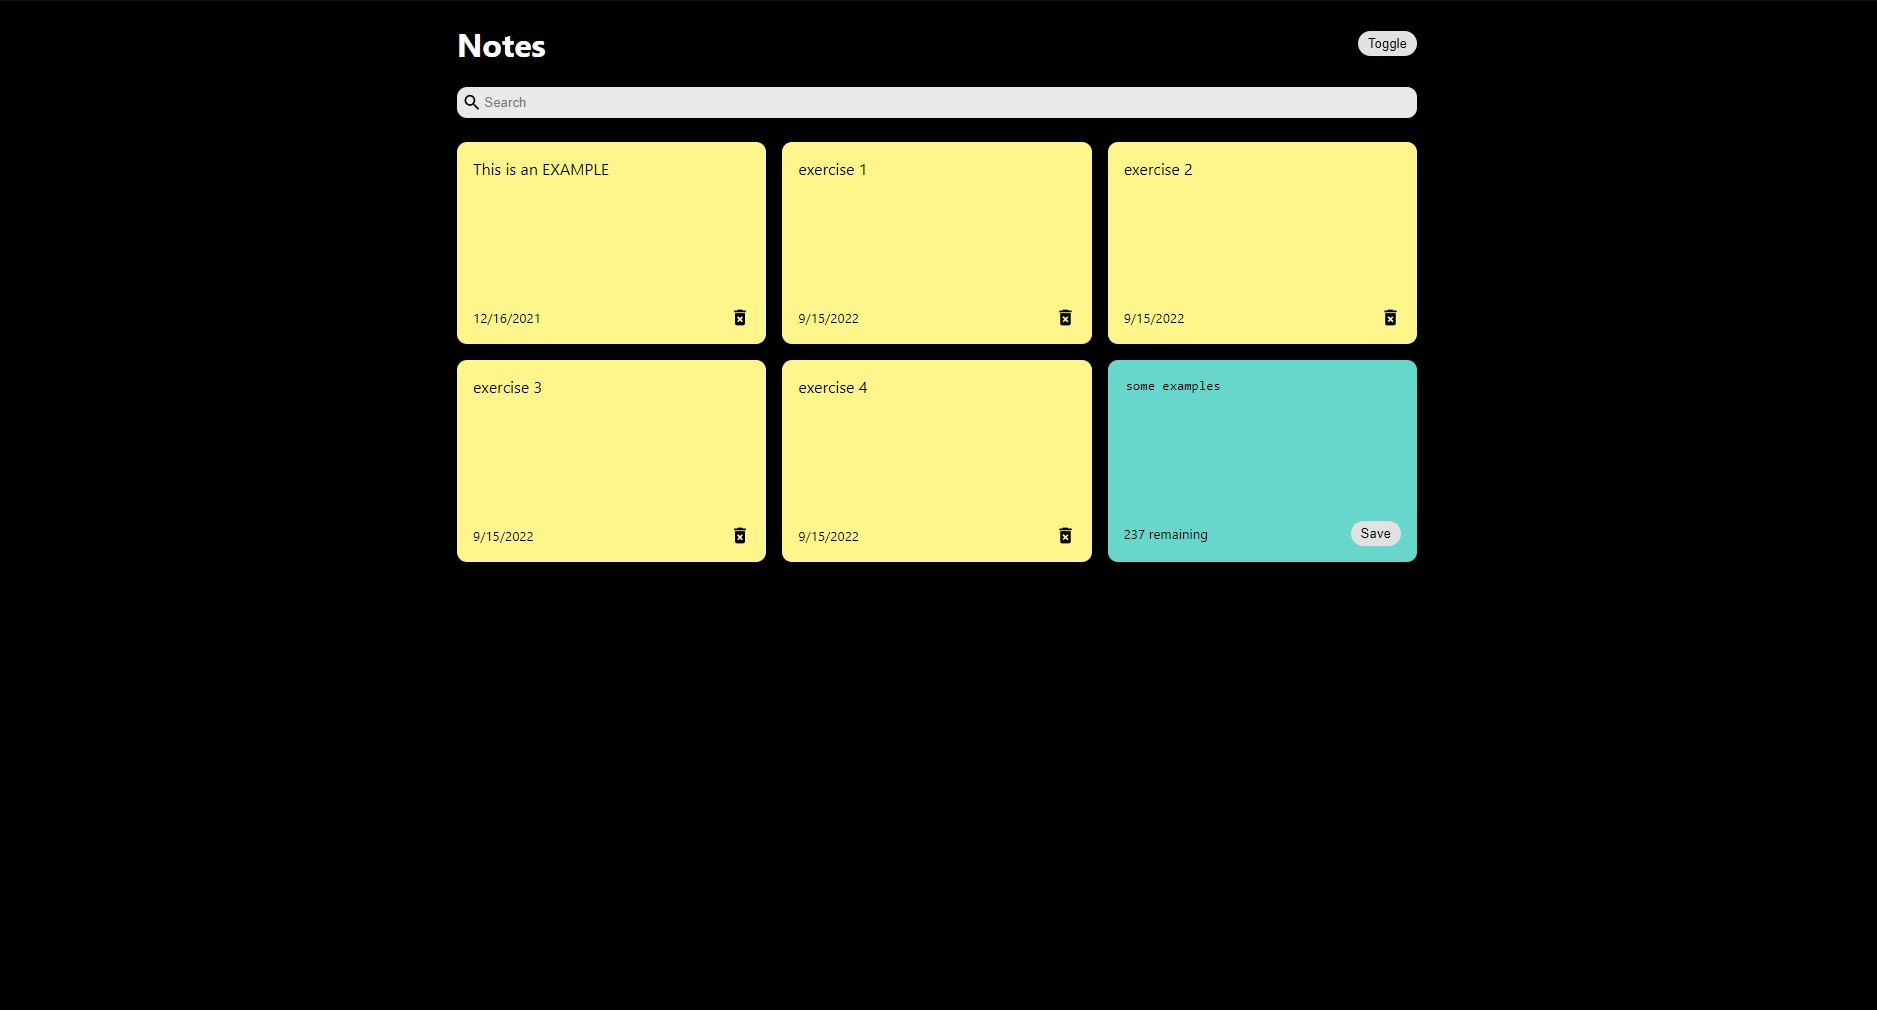 Notes
Toggle
Search
This is an EXAMPLE
exercise 1
exercise 2
12/16/2021
9/15/2022
9/15/2022
exercise 3
exercise 4
some examples
9/15/2022
9/15/2022
237 remaining
Save